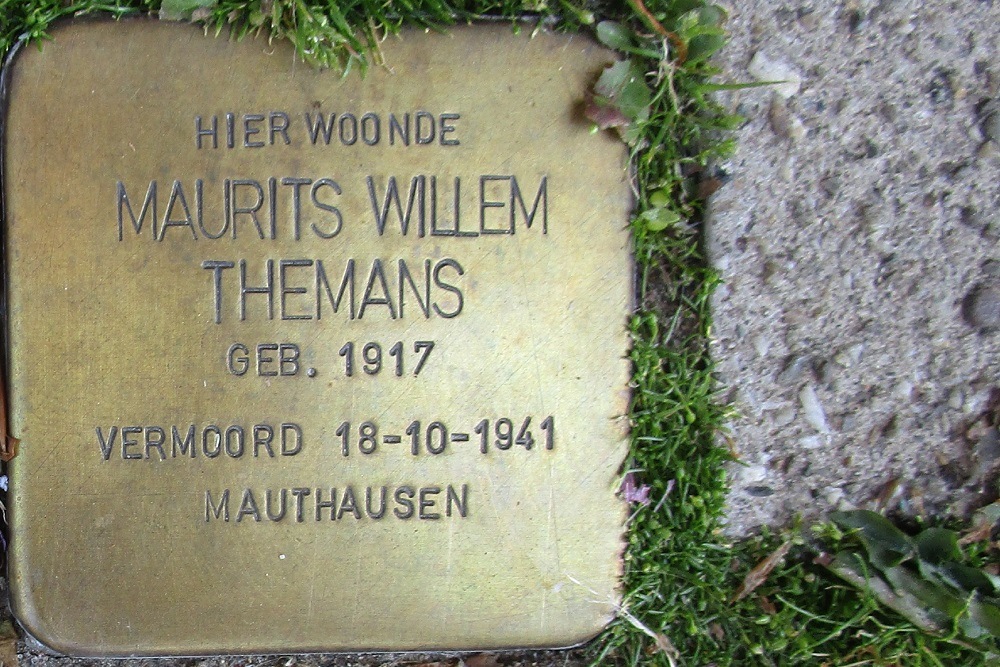 HIER WOONDE
MAURITS WILLEM
THEMANS
GEB. 1917
VERMOORD 18-10-1941
MAUTHAUSEN